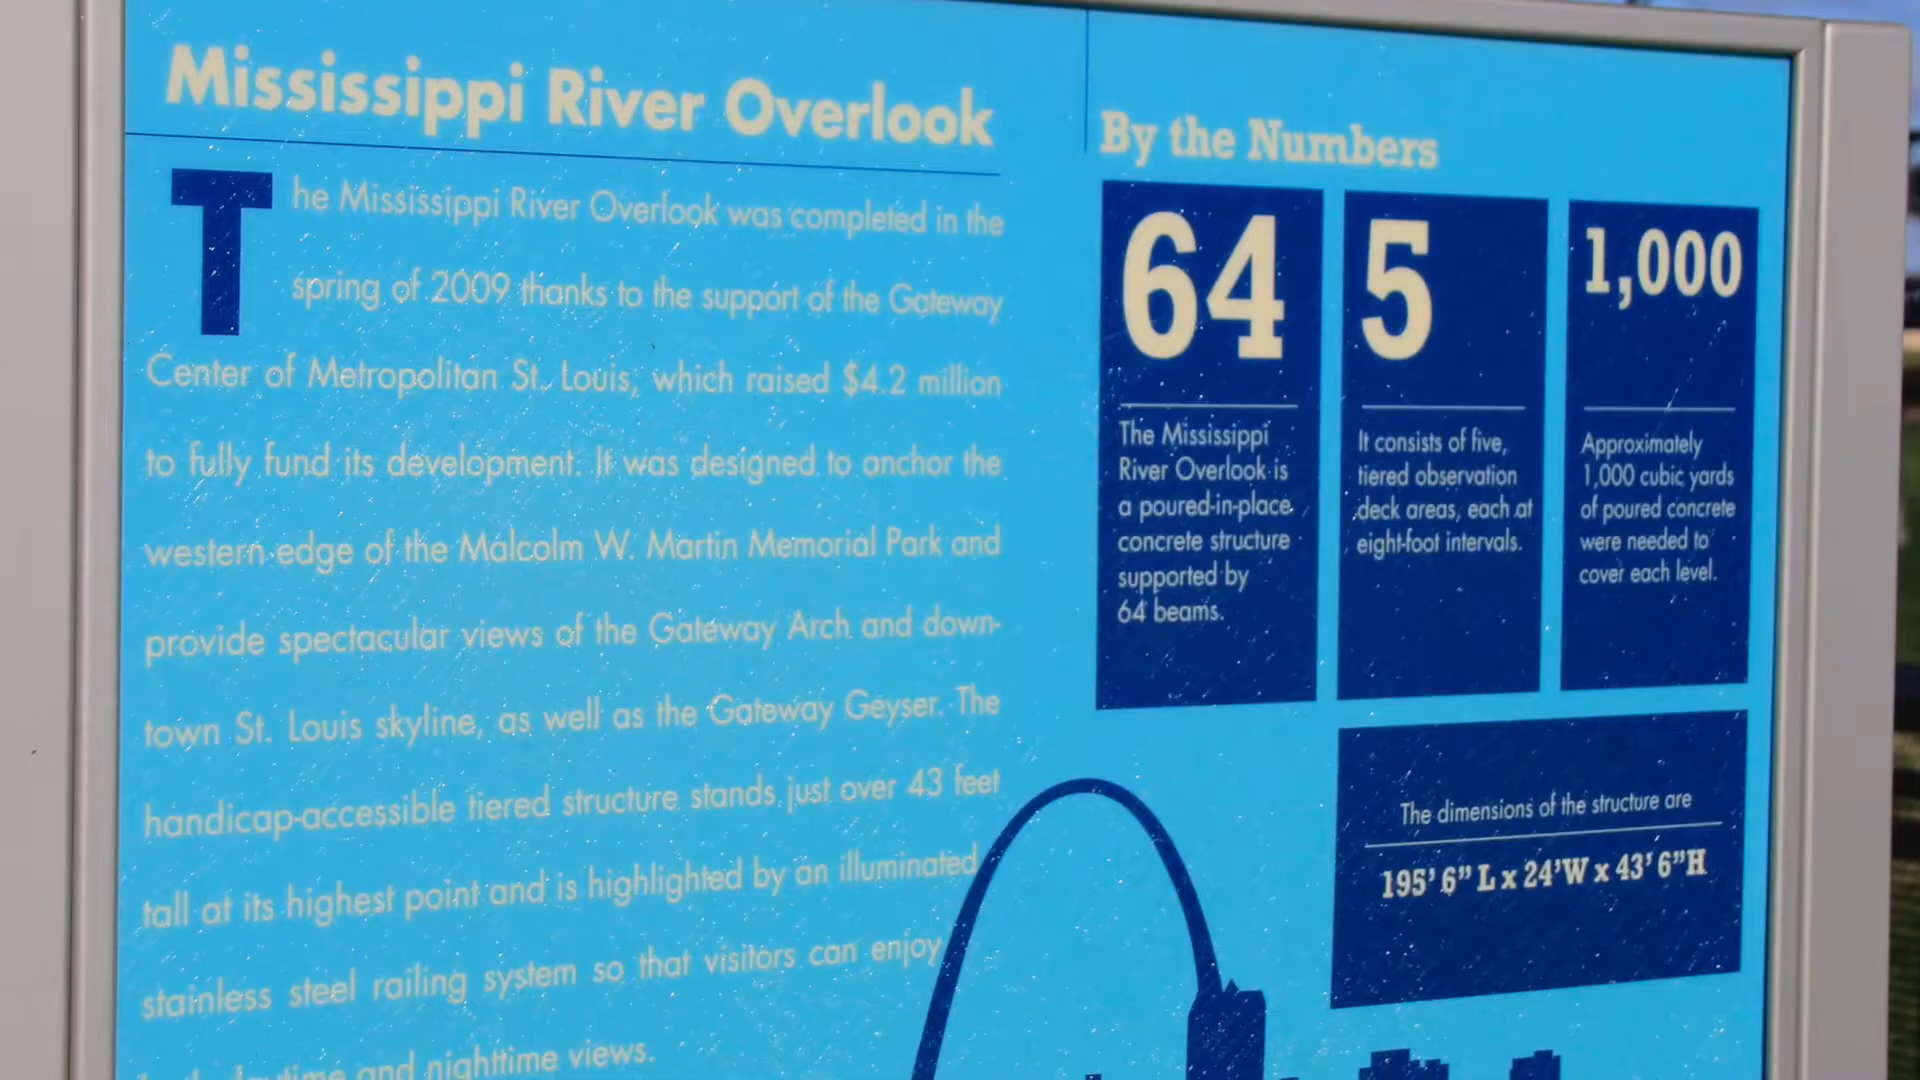 Mississippi River Overlook
The Mississippi River Overlook was completed in the
spring of 2009 thanks to the support of the Gateway
Center of Metropolitan St. Louis, which raised $4.2 million
to fully fund its development. It was designed to anchor the
western edge of the Malcolm W. Martin Memorial Park and
provide spectacular views of the Gateway Arch and down-
town St. Louis skyline, as well as the Gateway Geyser. The
handicap-accessible tiered structure stands just over 43 feet
tall at its highest point and is highlighted by an illuminated
stainless steel railing system so that visitors can enjoy
daytime and nighttime views.
By the Numbers
64
The Mississippi
River Overlook is
a poured-in-place
concrete structure
supported by
64 beams.
5
It consists of five,
tiered observation
deck areas, each at
eight-foot intervals.
1,000
Approximately
1,000 cubic yards
of poured concrete
were needed to
cover each level.
The dimensions of the structure are
195’ 6” L x 24’W x 43’ 6”H